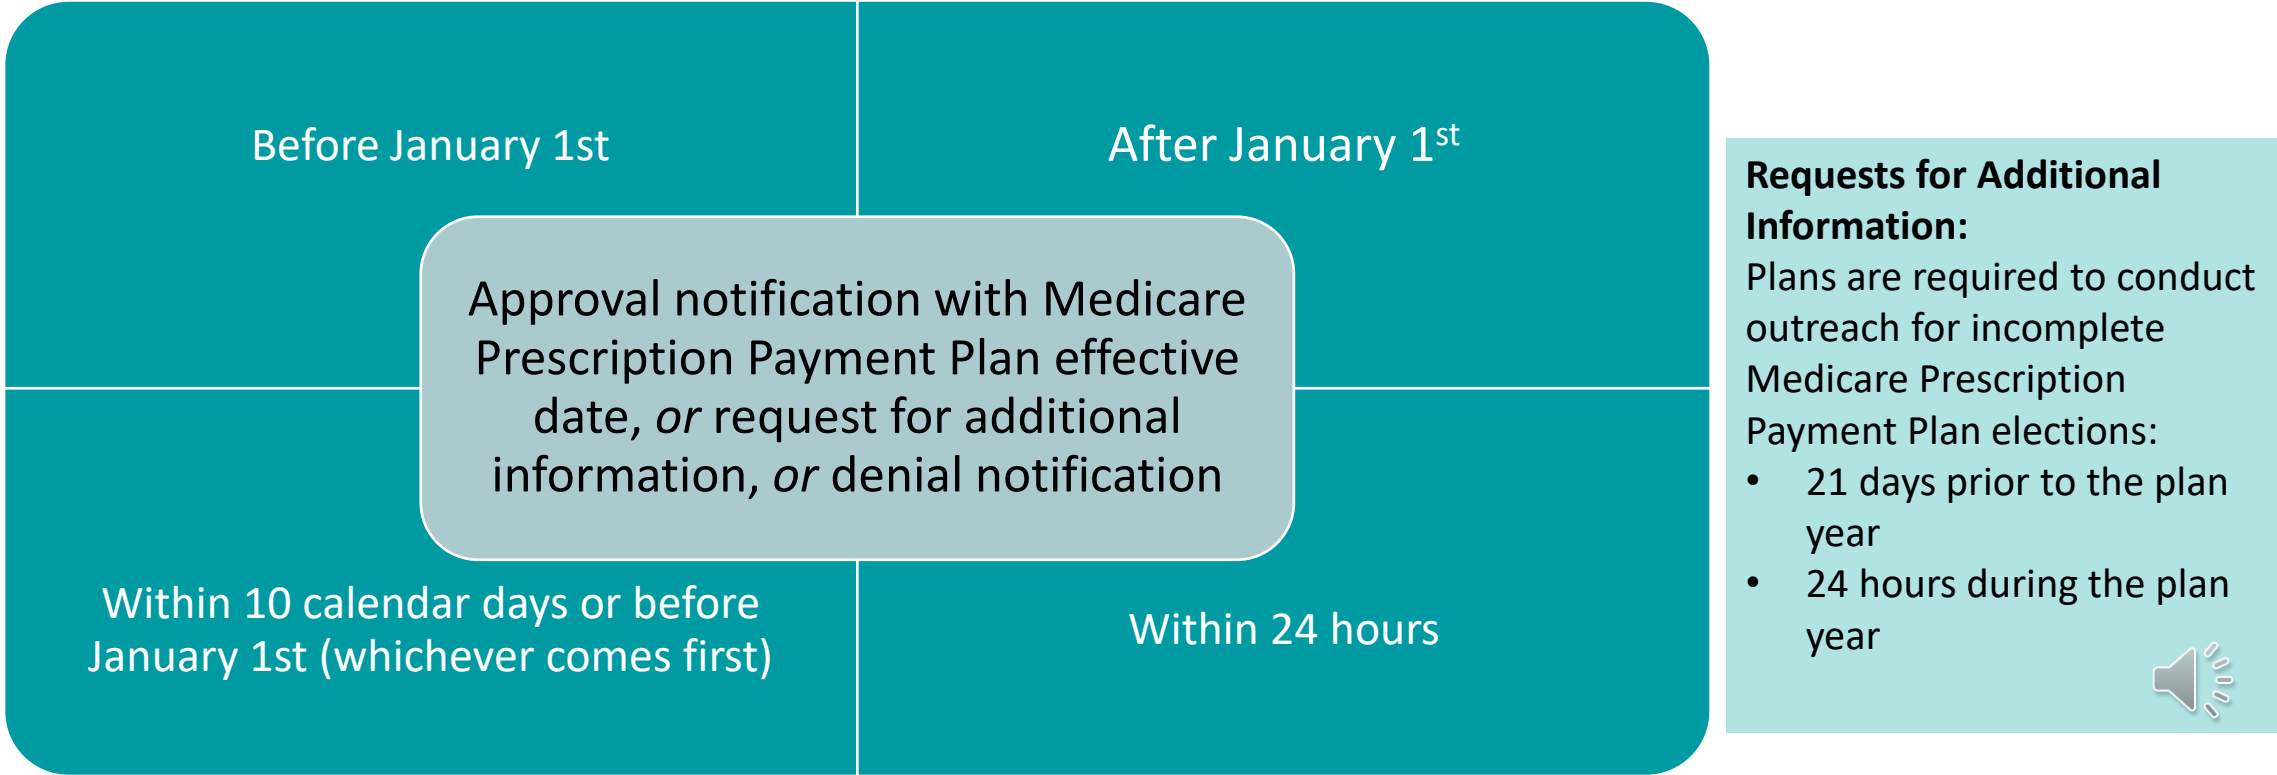 Before January 1st
After January 1st
Approval notification with Medicare
Prescription Payment Plan effective
date, or request for additional
information, or denial notification
Within 10 calendar days or before
January 1st (whichever comes first)
Within 24 hours
Requests for Additional
Information:
Plans are required to conduct
outreach for incomplete
Medicare Prescription
Payment Plan elections:
• 21 days prior to the plan
year
• 24 hours during the plan
year